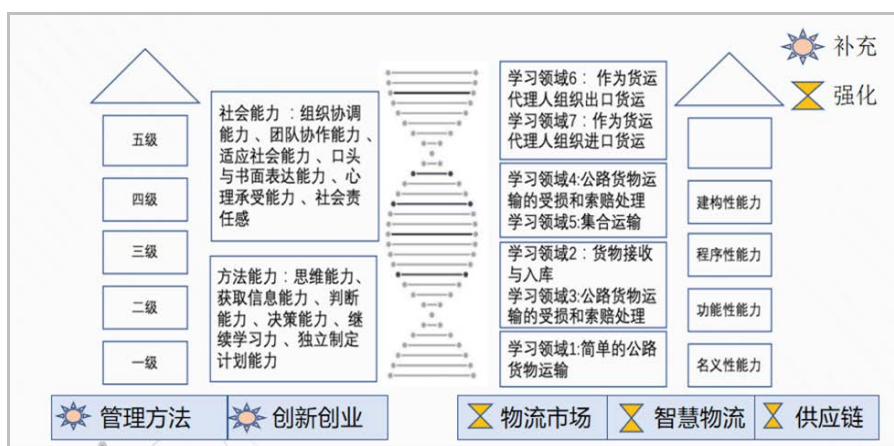 补充
强化
五级
四级
三级
二级
一级
社会能力：组织协调
能力、团队协作能力、
适应社会能力、口头
与书面表达能力、心
理承受能力、社会责
任感
方法能力：思维能力、
获取信息能力、判断
能力、决策能力、继
续学习力、独立制定
计划能力
学习领域6：作为货运
代理人组织出口货运
学习领域7：作为货运
代理人组织进口货运
学习领域4:公路货物运
输的受损和索赔处理
学习领域5:集合运输
学习领域2：货物接收
与入库
学习领域3:公路货物运
输的受损和索赔处理
学习领域1:简单的公路
货物运输
建构性能力
程序性能力
功能性能力
名义性能力
管理方法
创新创业
物流市场
智慧物流
供应链